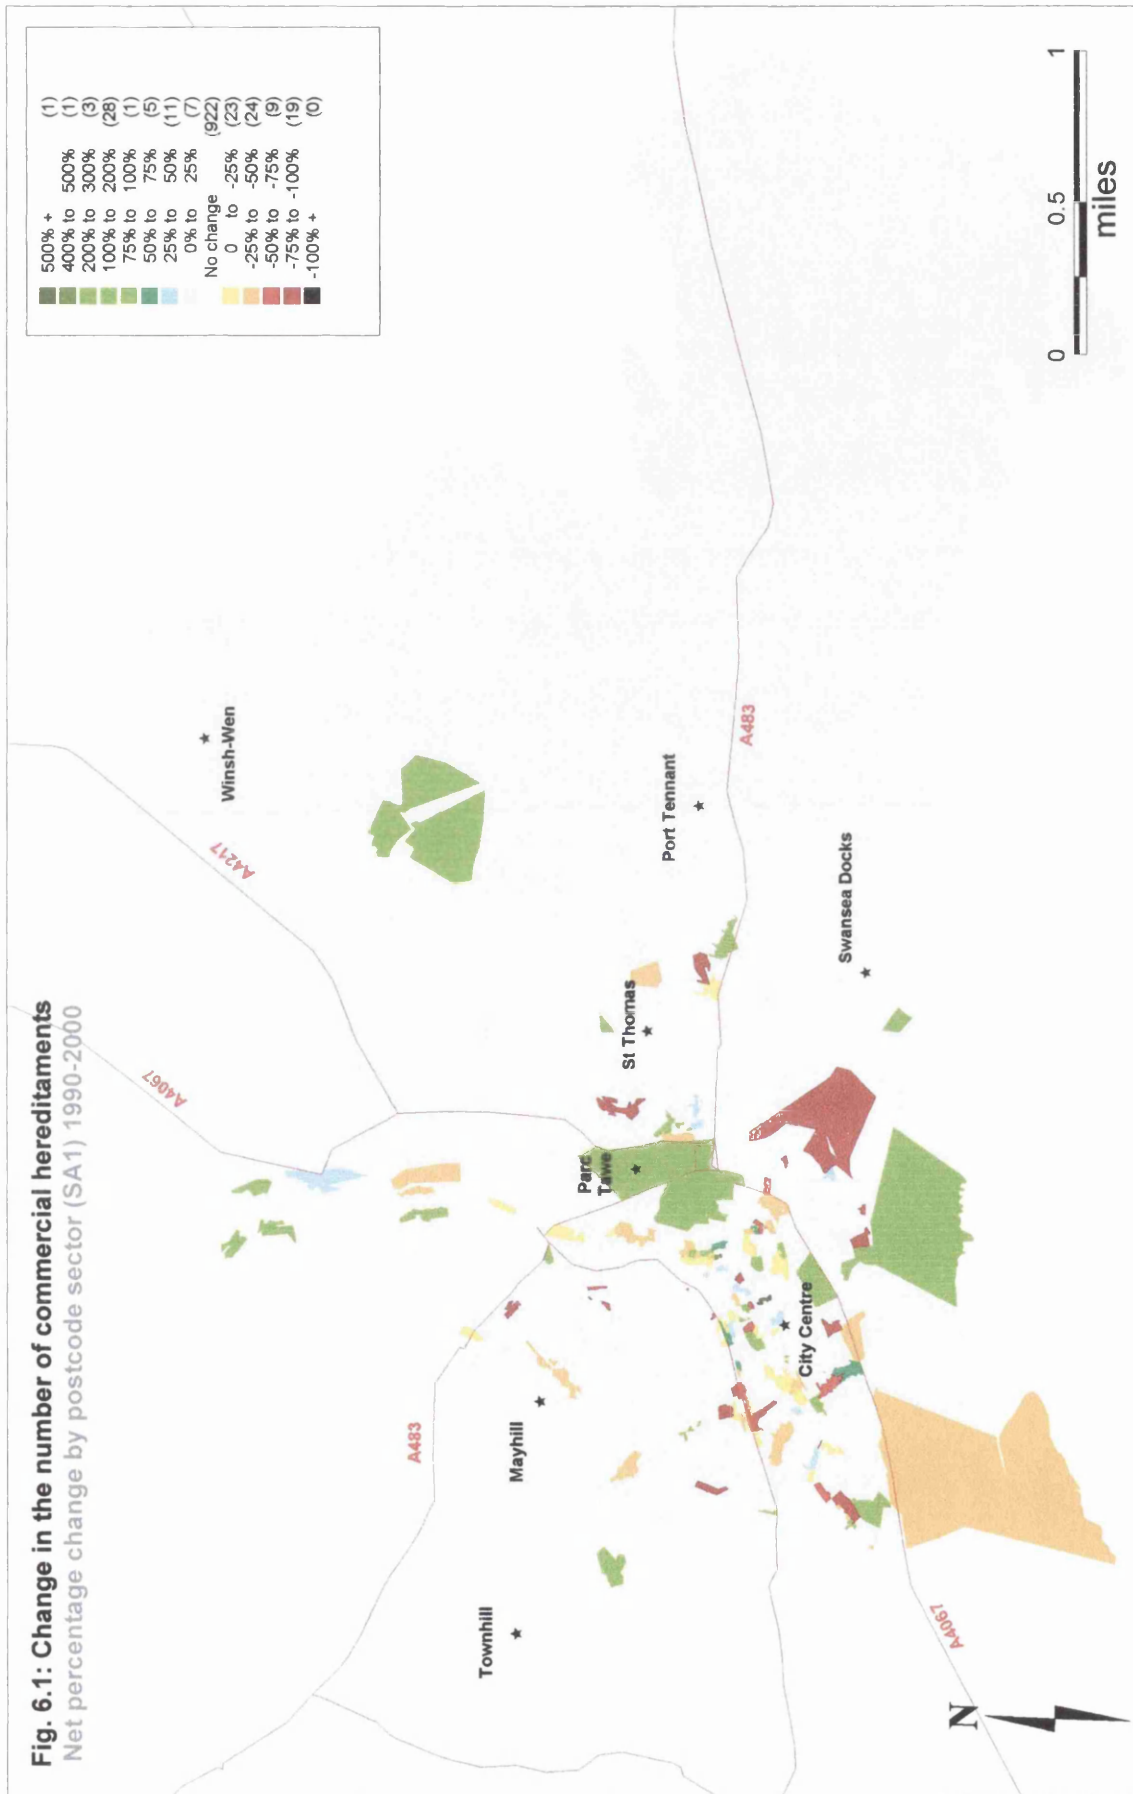 Fig. 6.1: Change in the number of commercial hereditaments
Net percentage change by postcode sector (SA1) 1990-2000
500% + (1)
400% to 500% (1)
200% to 300% (3)
100% to 200% (28)
75% to 100% (1)
50% to 75% (5)
25% to 50% (11)
0% to 25% (7)
No change (922)
0 to -25% (23)
-25% to -50% (24)
-50% to -75% (9)
-75% to -100% (19)
-100% + (0)
A4067
A4217
Winsh-Wen
A483
Parc
Tawe
St Thomas
Port Tennant
Mayhill
Townhill
A483
City Centre
Swansea Docks
A4067
N
0 0.5 1
miles